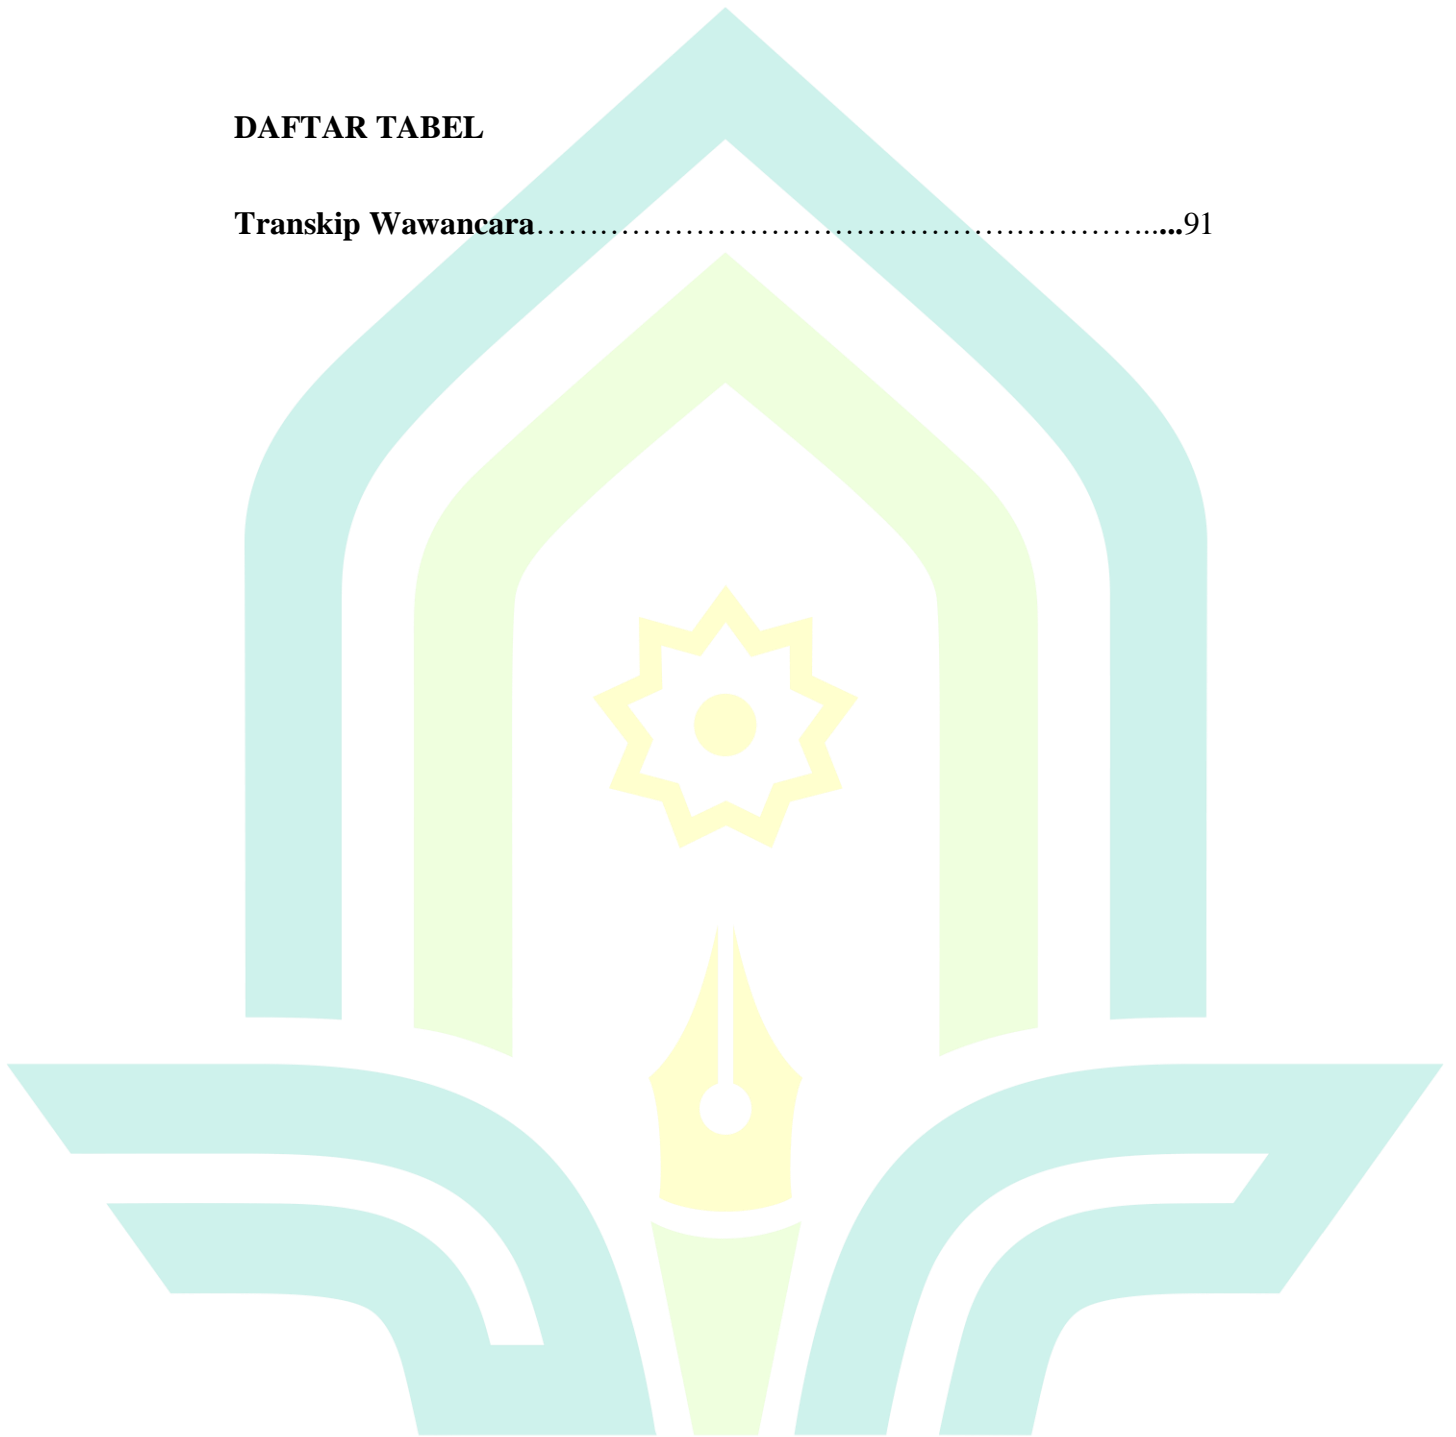 DAFTAR TABEL
Transkip Wawancara………………………………………………………….....91